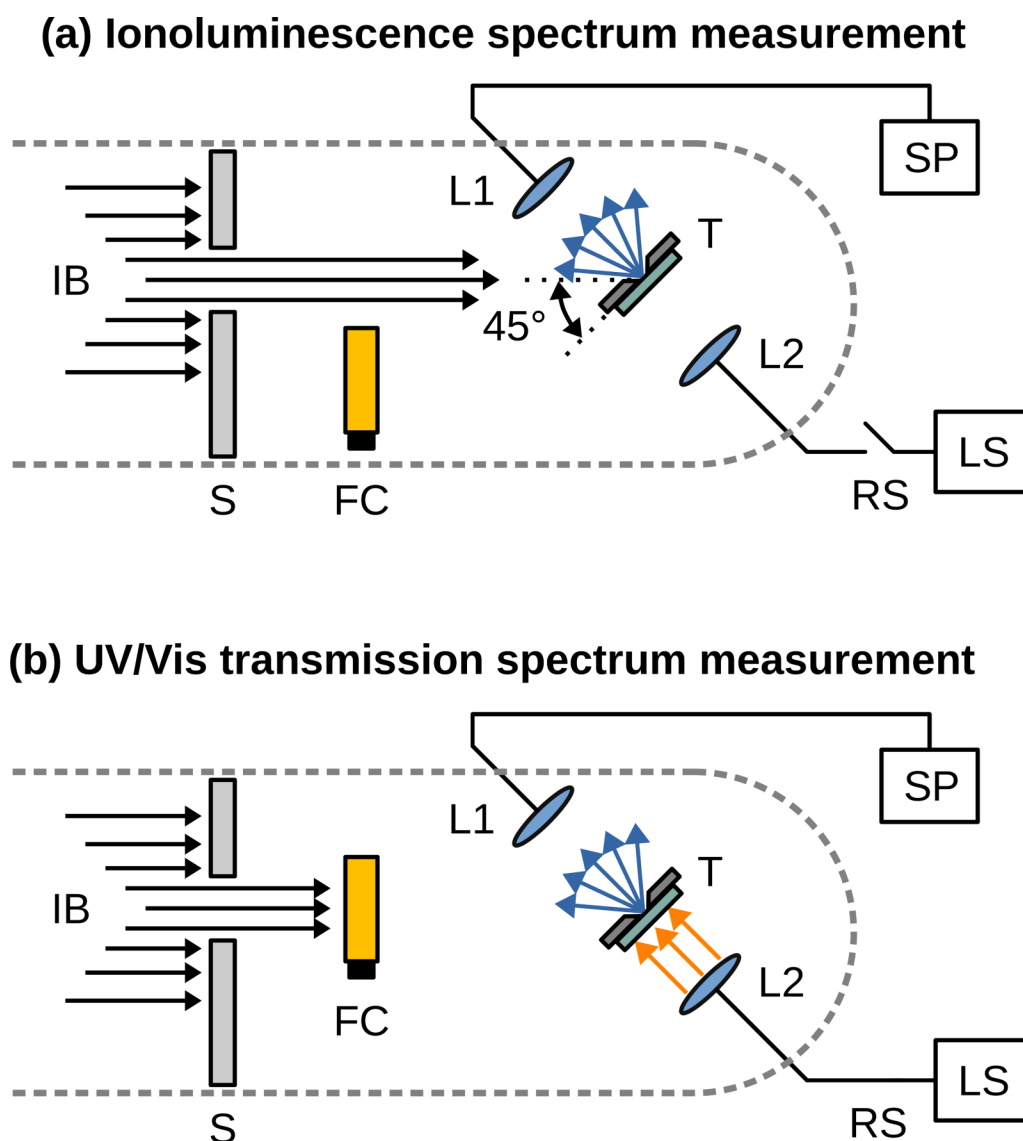 (a) Ionoluminescence spectrum measurement
SP
L1
T
IB
45°
L2
LS
S
FC
RS
(b) UV/Vis transmission spectrum measurement
SP
L1
T
IB
L2
FC
LS
S
RS